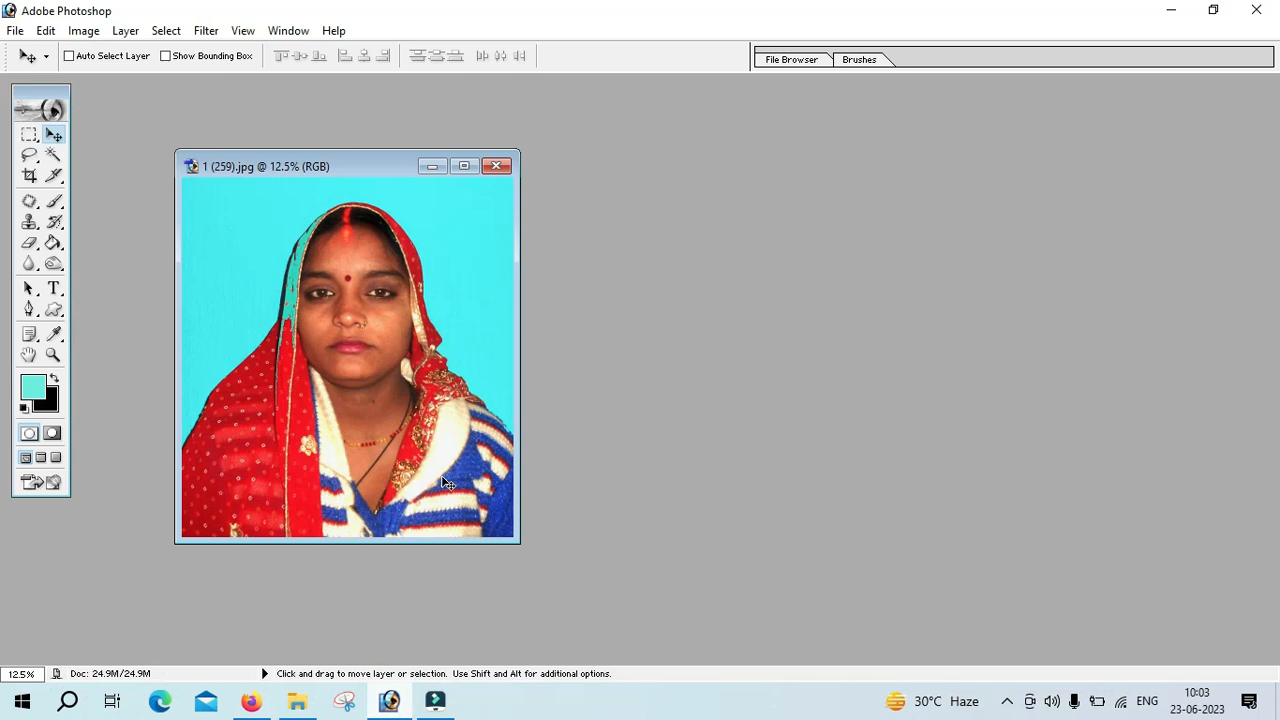 Adobe Photoshop
File Edit Image Layer Select Filter View Window Help
Auto Select Layer Show Bounding Box File Browser Brushes
1 (259).jpg @ 12.5% (RGB)
12.5% Doc: 24.9M/24.9M Click and drag to move layer or selection. Use Shift and Alt for additional options.
30°C Haze ENG 10:03
23-06-2023